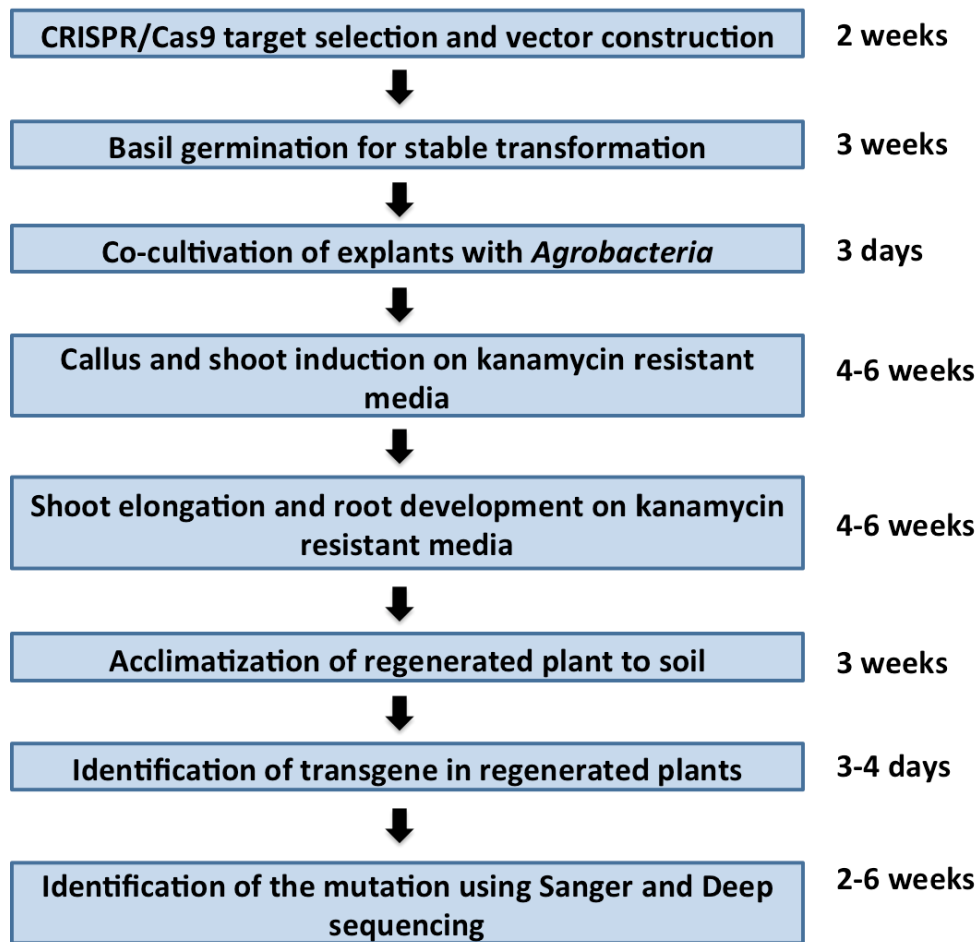 CRISPR/Cas9 target selection and vector construction
2 weeks
Basil germination for stable transformation
3 weeks
Co-cultivation of explants with Agrobacteria
3 days
Callus and shoot induction on kanamycin resistant
media
4-6 weeks
Shoot elongation and root development on kanamycin
resistant media
4-6 weeks
Acclimatization of regenerated plant to soil
3 weeks
Identification of transgene in regenerated plants
3-4 days
Identification of the mutation using Sanger and Deep
sequencing
2-6 weeks